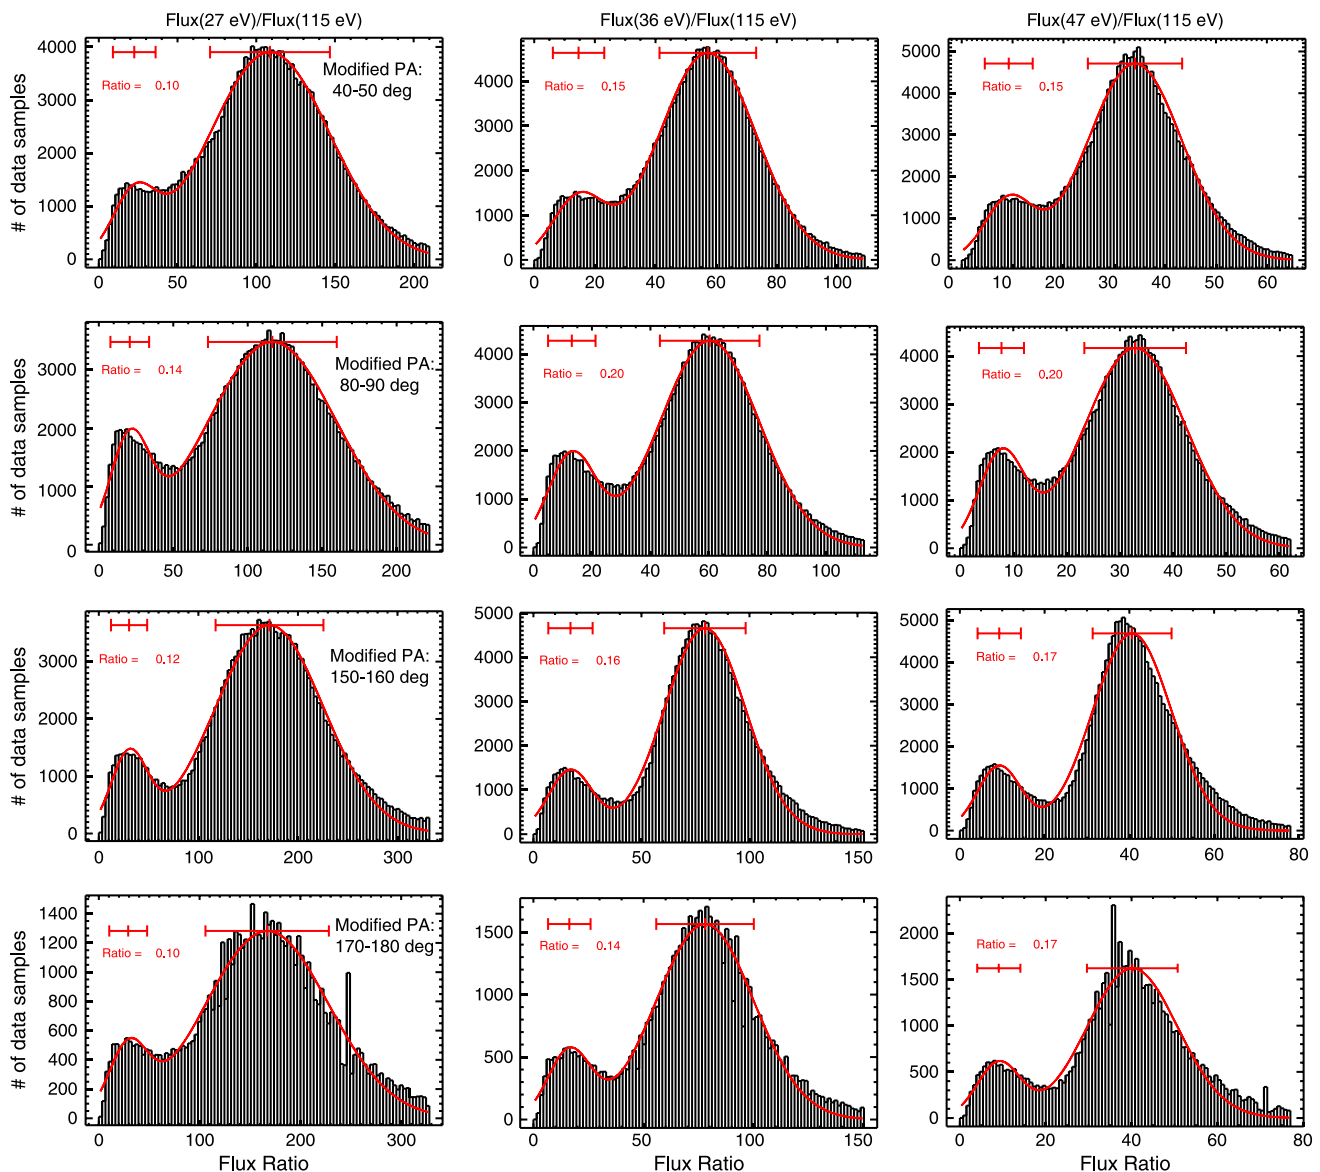 Flux(27 eV)/Flux(115 eV)
Flux(36 eV)/Flux(115 eV)
Flux(47 eV)/Flux(115 eV)
# of data samples
4000
3000
2000
1000
0
Ratio = 0.10
Modified PA:
40-50 deg
0 50 100 150 200
4000
3000
2000
1000
0
Ratio = 0.15
0 20 40 60 80 100
5000
4000
3000
2000
1000
0
Ratio = 0.15
0 10 20 30 40 50 60
# of data samples
3000
2000
1000
0
Ratio = 0.14
Modified PA:
80-90 deg
0 50 100 150 200
4000
3000
2000
1000
0
Ratio = 0.20
0 20 40 60 80 100
4000
3000
2000
1000
0
Ratio = 0.20
0 10 20 30 40 50 60
# of data samples
3000
2000
1000
0
Ratio = 0.12
Modified PA:
150-160 deg
0 100 200 300
5000
4000
3000
2000
1000
0
Ratio = 0.16
0 50 100 150
5000
4000
3000
2000
1000
0
Ratio = 0.17
0 20 40 60 80
# of data samples
1400
1200
1000
800
600
400
200
0
Ratio = 0.10
Modified PA:
170-180 deg
0 100 200 300
Flux Ratio
1500
1000
500
0
Ratio = 0.14
0 50 100 150
Flux Ratio
2000
1500
1000
500
0
Ratio = 0.17
0 20 40 60 80
Flux Ratio